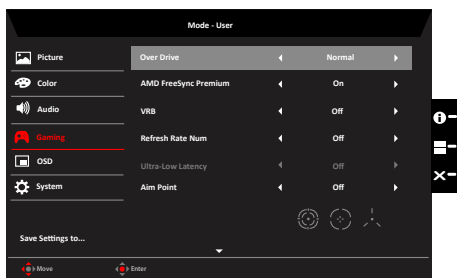 Mode - User
Picture
Color
Audio
Gaming
OSD
System
Save Settings to...
Over Drive Normal
AMD FreeSync Premium On
VRB Off
Refresh Rate Num Off
Ultra-Low Latency Off
Aim Point Off
Move Enter